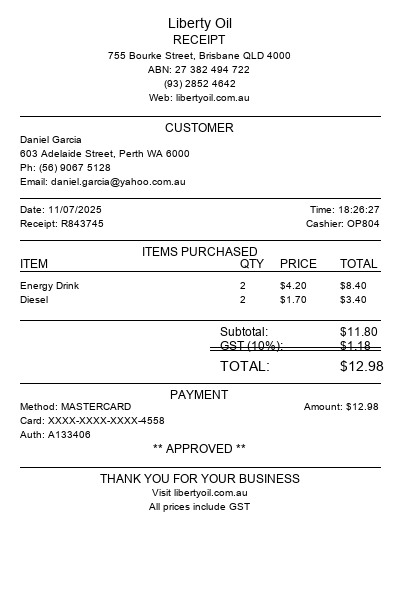 Liberty Oil
RECEIPT
755 Bourke Street, Brisbane QLD 4000
ABN: 27 382 494 722
(93) 2852 4642
Web: libertyoil.com.au
CUSTOMER
Daniel Garcia
603 Adelaide Street, Perth WA 6000
Ph: (56) 9067 5128
Email: daniel.garcia@yahoo.com.au
Date: 11/07/2025 Time: 18:26:27
Receipt: R843745 Cashier: OP804
ITEMS PURCHASED
ITEM QTY PRICE TOTAL
Energy Drink 2 $4.20 $8.40
Diesel 2 $1.70 $3.40
Subtotal: $11.80
GST (10%): $1.18
TOTAL: $12.98
PAYMENT
Method: MASTERCARD Amount: $12.98
Card: XXXX-XXXX-XXXX-4558
Auth: A133406
** APPROVED **
THANK YOU FOR YOUR BUSINESS
Visit libertyoil.com.au
All prices include GST